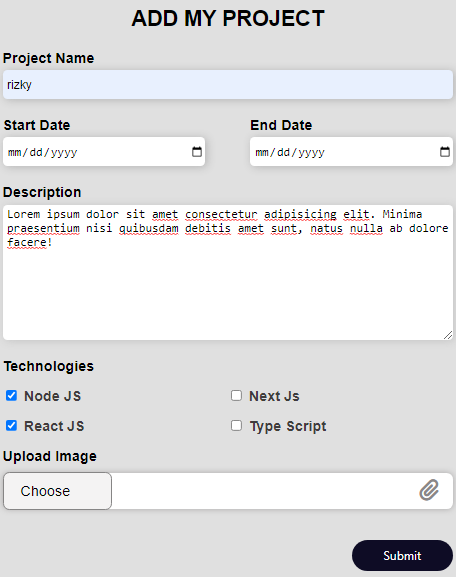 ADD MY PROJECT
Project Name
rizky
Start Date End Date
mm/dd/yyyy mm/dd/yyyy
Description
Lorem ipsum dolor sit amet consectetur adipisicing elit. Minima
praesentium nisi quibusdam debitis amet sunt, natus nulla ab dolore
facere!
Technologies
Node JS Next Js
React JS Type Script
Upload Image
Choose
Submit